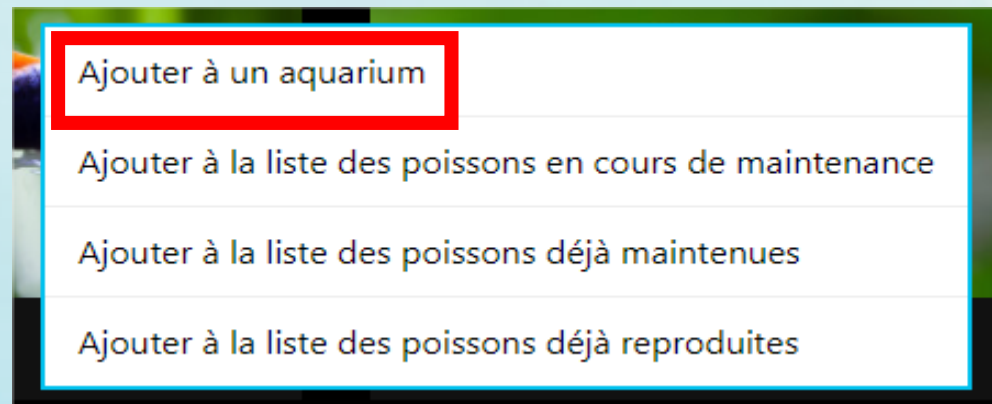 Ajouter à un aquarium
Ajouter à la liste des poissons en cours de maintenance
Ajouter à la liste des poissons déjà maintenues
Ajouter à la liste des poissons déjà reproduites